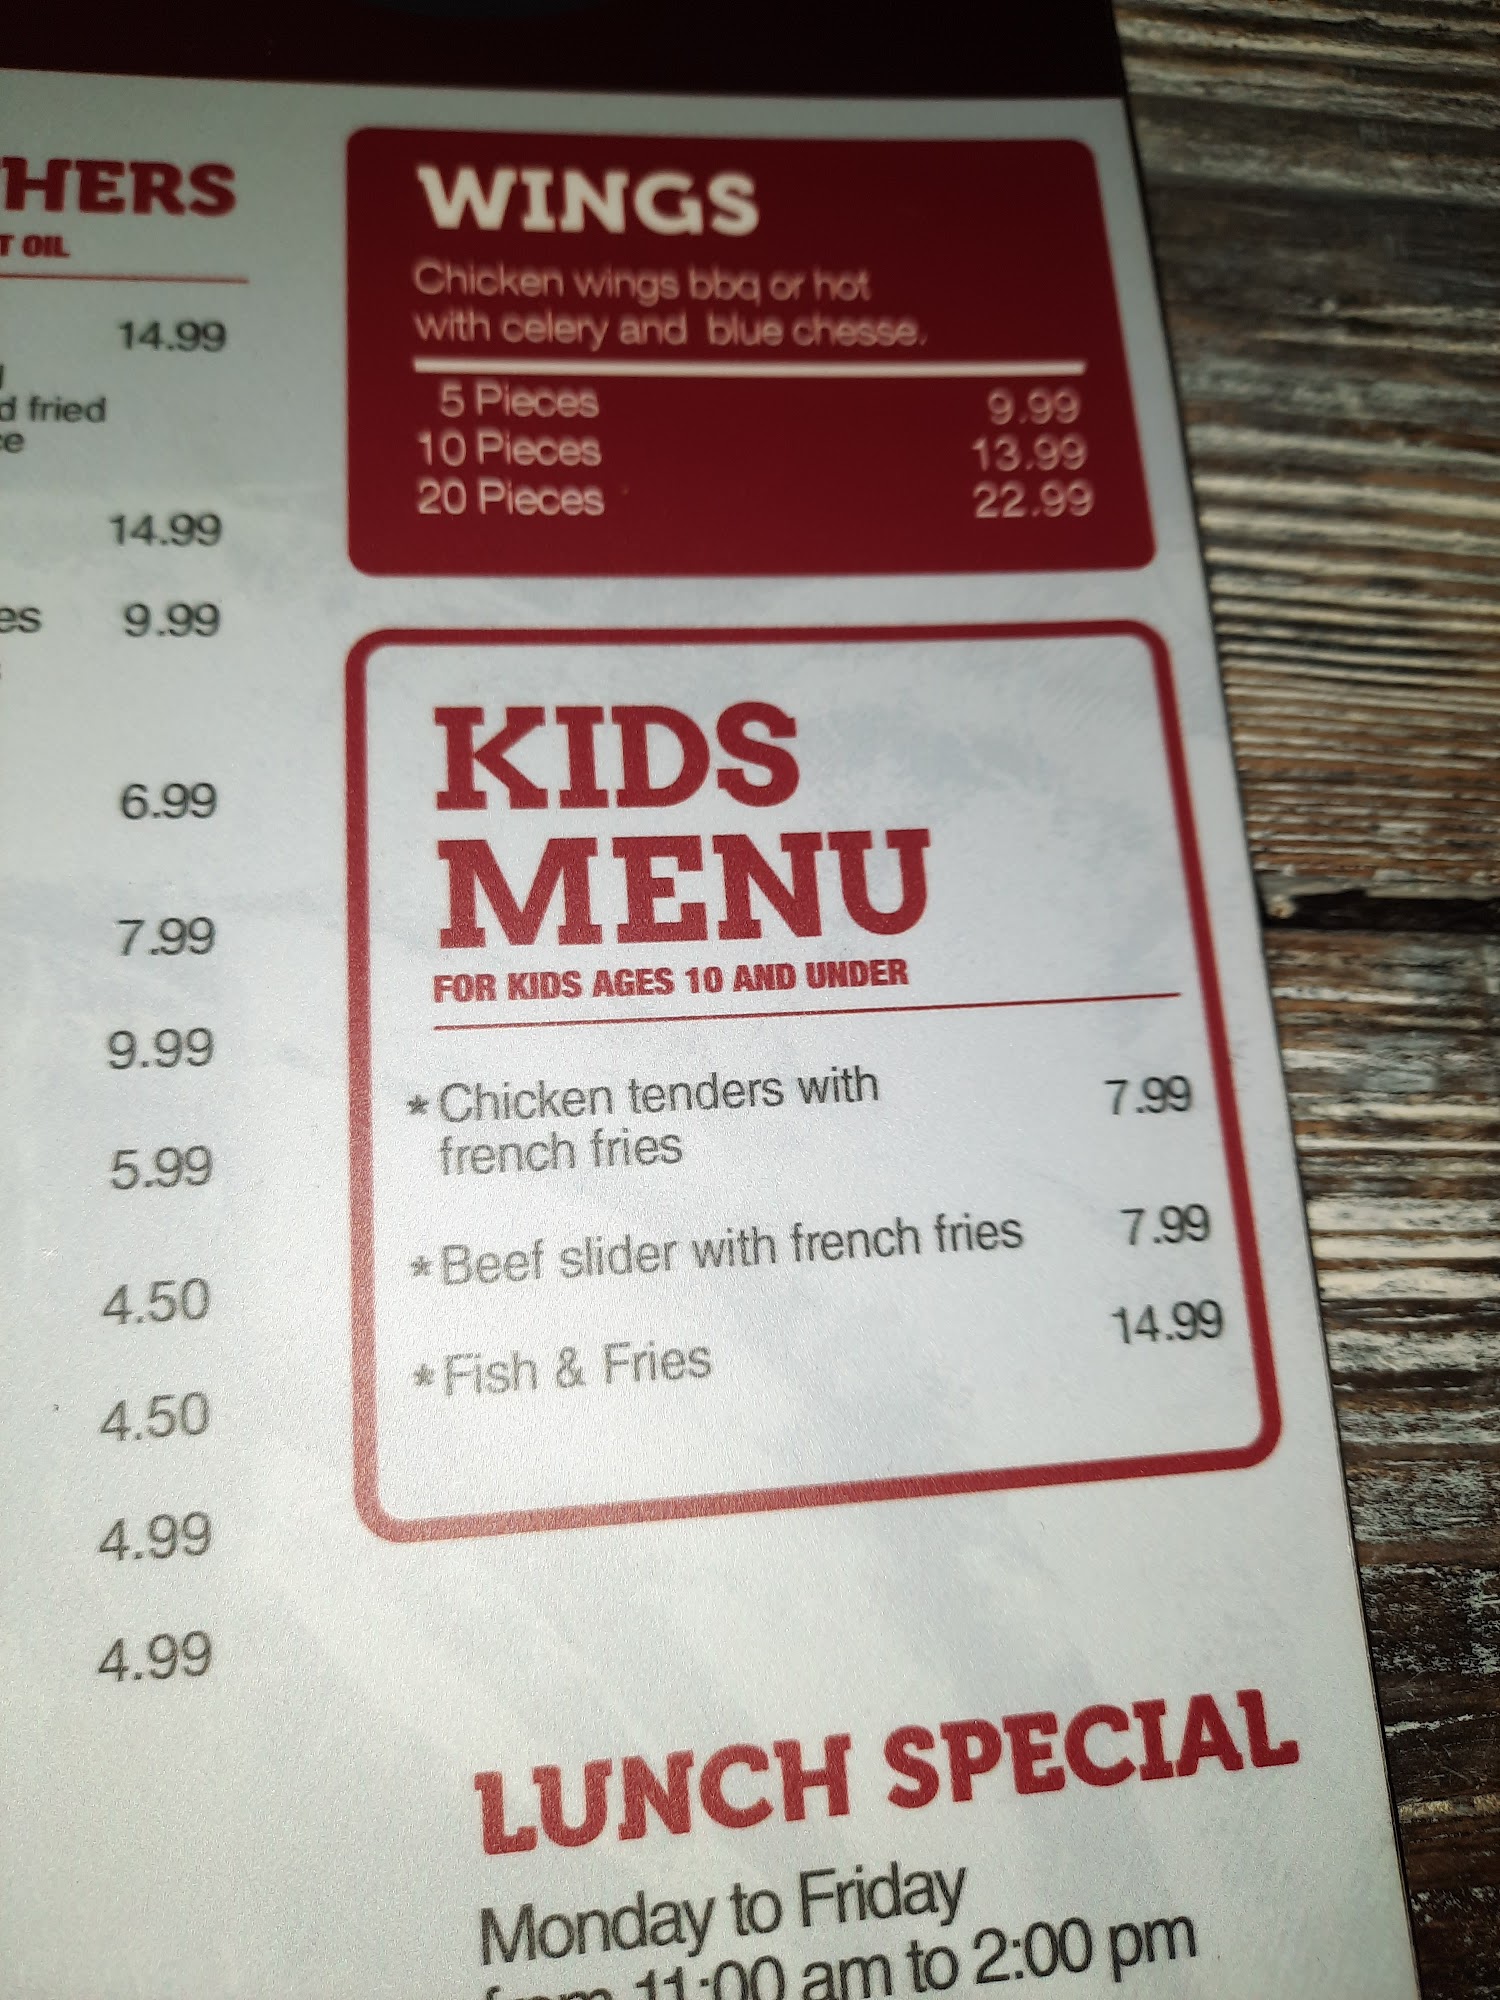 HERS
T OIL
14.99
d fried
14.99
es 9.99
6.99
7.99
9.99
5.99
4.50
4.50
4.99
4.99
WINGS
Chicken wings bbq or hot
with celery and blue chesse.
5 Pieces 9.99
10 Pieces 13.99
20 Pieces 22.99
KIDS
MENU
FOR KIDS AGES 10 AND UNDER
* Chicken tenders with 7.99
french fries
* Beef slider with french fries 7.99
* Fish & Fries 14.99
LUNCH SPECIAL
Monday to Friday
from 11:00 am to 2:00 pm